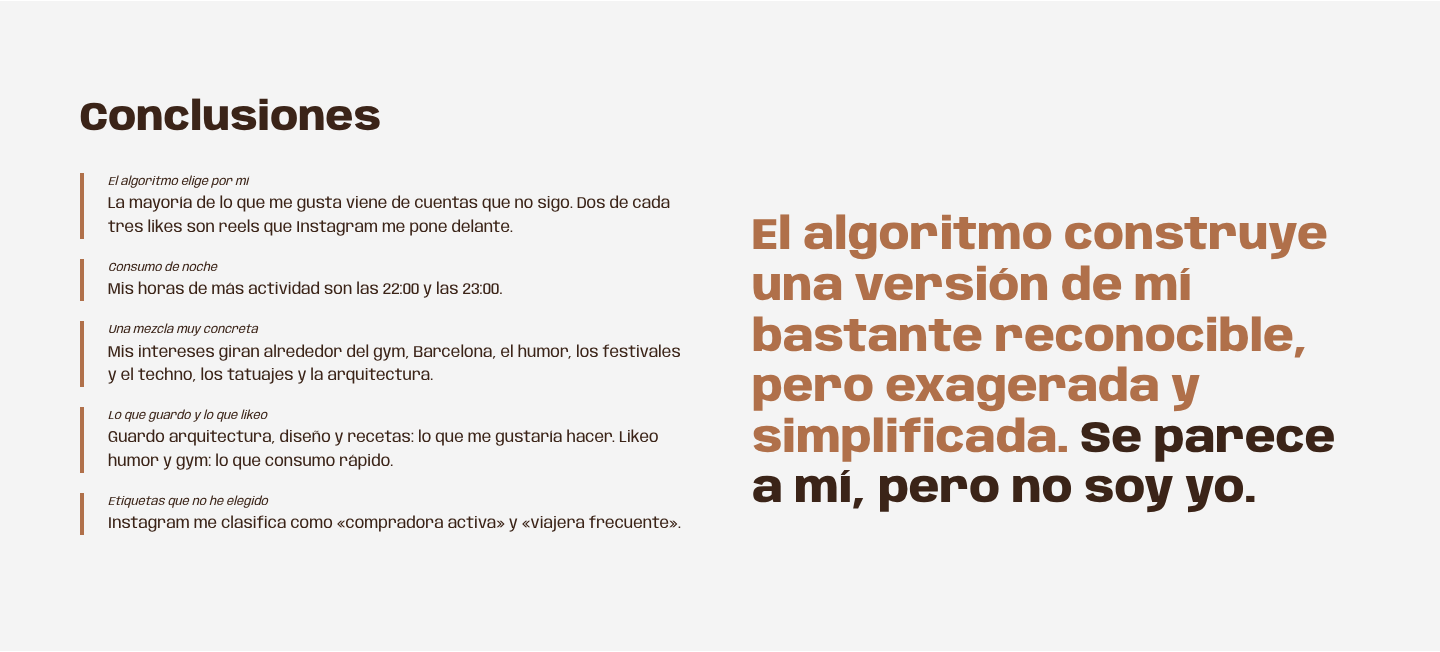 Conclusiones
El algoritmo elige por mí
La mayoría de lo que me gusta viene de cuentas que no sigo. Dos de cada
tres likes son reels que Instagram me pone delante.
Consumo de noche
Mis horas de más actividad son las 22:00 y las 23:00.
Una mezcla muy concreta
Mis intereses giran alrededor del gym, Barcelona, el humor, los festivales
y el techno, los tatuajes y la arquitectura.
Lo que guardo y lo que likeo
Guardo arquitectura, diseño y recetas: lo que me gustaría hacer. Likeo
humor y gym: lo que consumo rápido.
Etiquetas que no he elegido
Instagram me clasifica como «compradora activa» y «viajera frecuente».
El algoritmo construye
una versión de mí
bastante reconocible,
pero exagerada y
simplificada. Se parece
a mí, pero no soy yo.